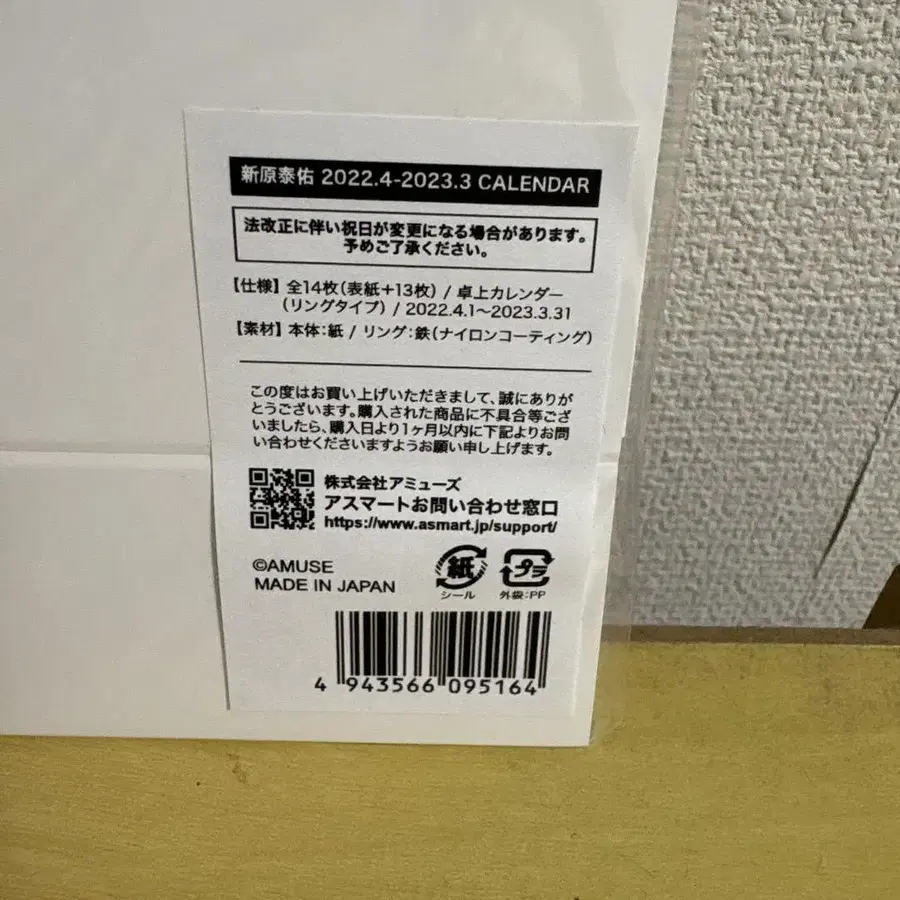 新原泰佑 2022.4-2023.3 CALENDAR
法改正に伴い祝日が変更になる場合があります。
予めご了承ください。
【仕様】全14枚(表紙+13枚) / 卓上カレンダー
(リングタイプ) / 2022.4.1〜2023.3.31
【素材】本体:紙 / リング:鉄(ナイロンコーティング)
この度はお買い上げいただきまして、誠にありが
とうございます。購入された商品に不具合等ござ
いましたら、購入日より1ヶ月以内に下記よりお問
い合わせくださいますようお願い申し上げます。
株式会社アミューズ
アスマートお問い合わせ窓口
https://www.asmart.jp/support/
©AMUSE
MADE IN JAPAN
紙
シール
プラ
外袋:PP
4 943566 095164